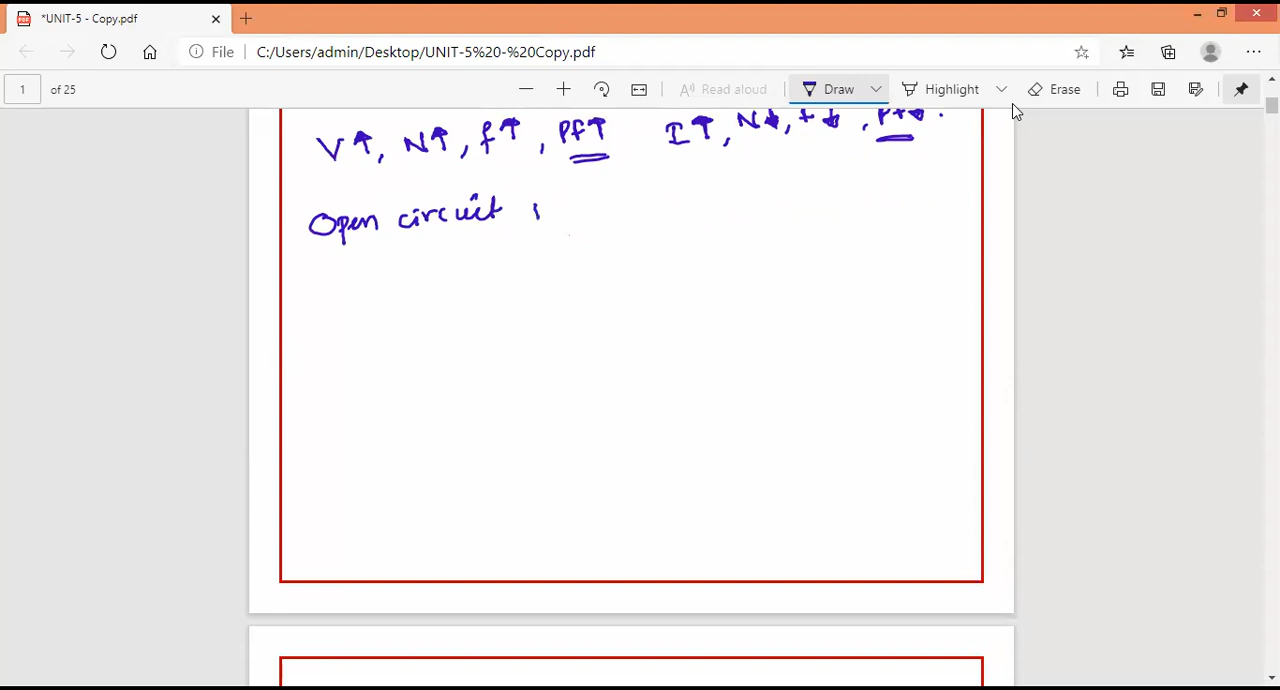 *UNIT-5 - Copy.pdf
File C:/Users/admin/Desktop/UNIT-5%20-%20Copy.pdf
1 of 25 Read aloud Draw Highlight Erase
V↑, N↑, f↑, Pf↑ I↑, N↓, f↓, Pf↓.
Open circuit